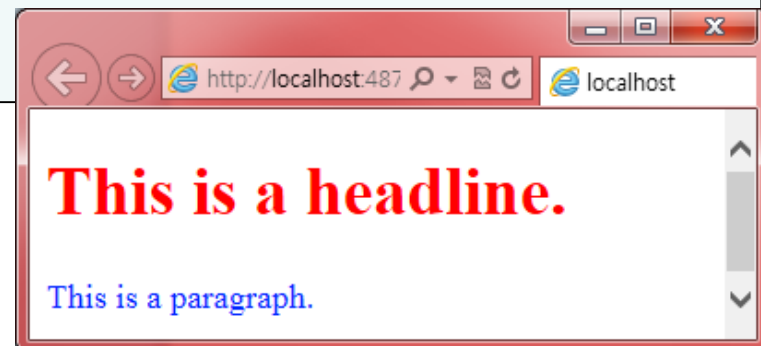 http://localhost:487
localhost
This is a headline.
This is a paragraph.